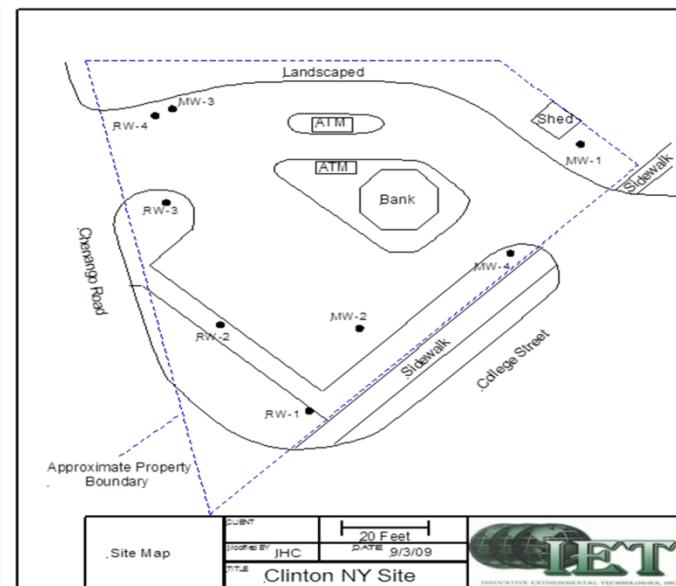 Landscaped
MW-3
RW-4
ATM
Shed
MW-1
ATM
Sidewalk
Bank
RW-3
Chenango Road
MW-4
MW-2
RW-2
Sidewalk
College Street
RW-1
Approximate Property
Boundary
CLIENT
20 Feet
Site Map
Modified BY JHC
DATE 9/3/09
TITLE
Clinton NY Site
IET
INNOVATIVE ENVIRONMENTAL TECHNOLOGIES, INC